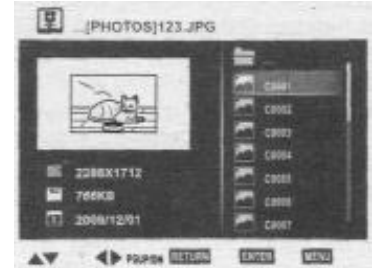 ...[PHOTOS]123.JPG
C0001
C0002
C0003
C0004
C0005
C0006
C0007
2288X1712
766KB
2009/12/01
RETURN
ENTER
MENU